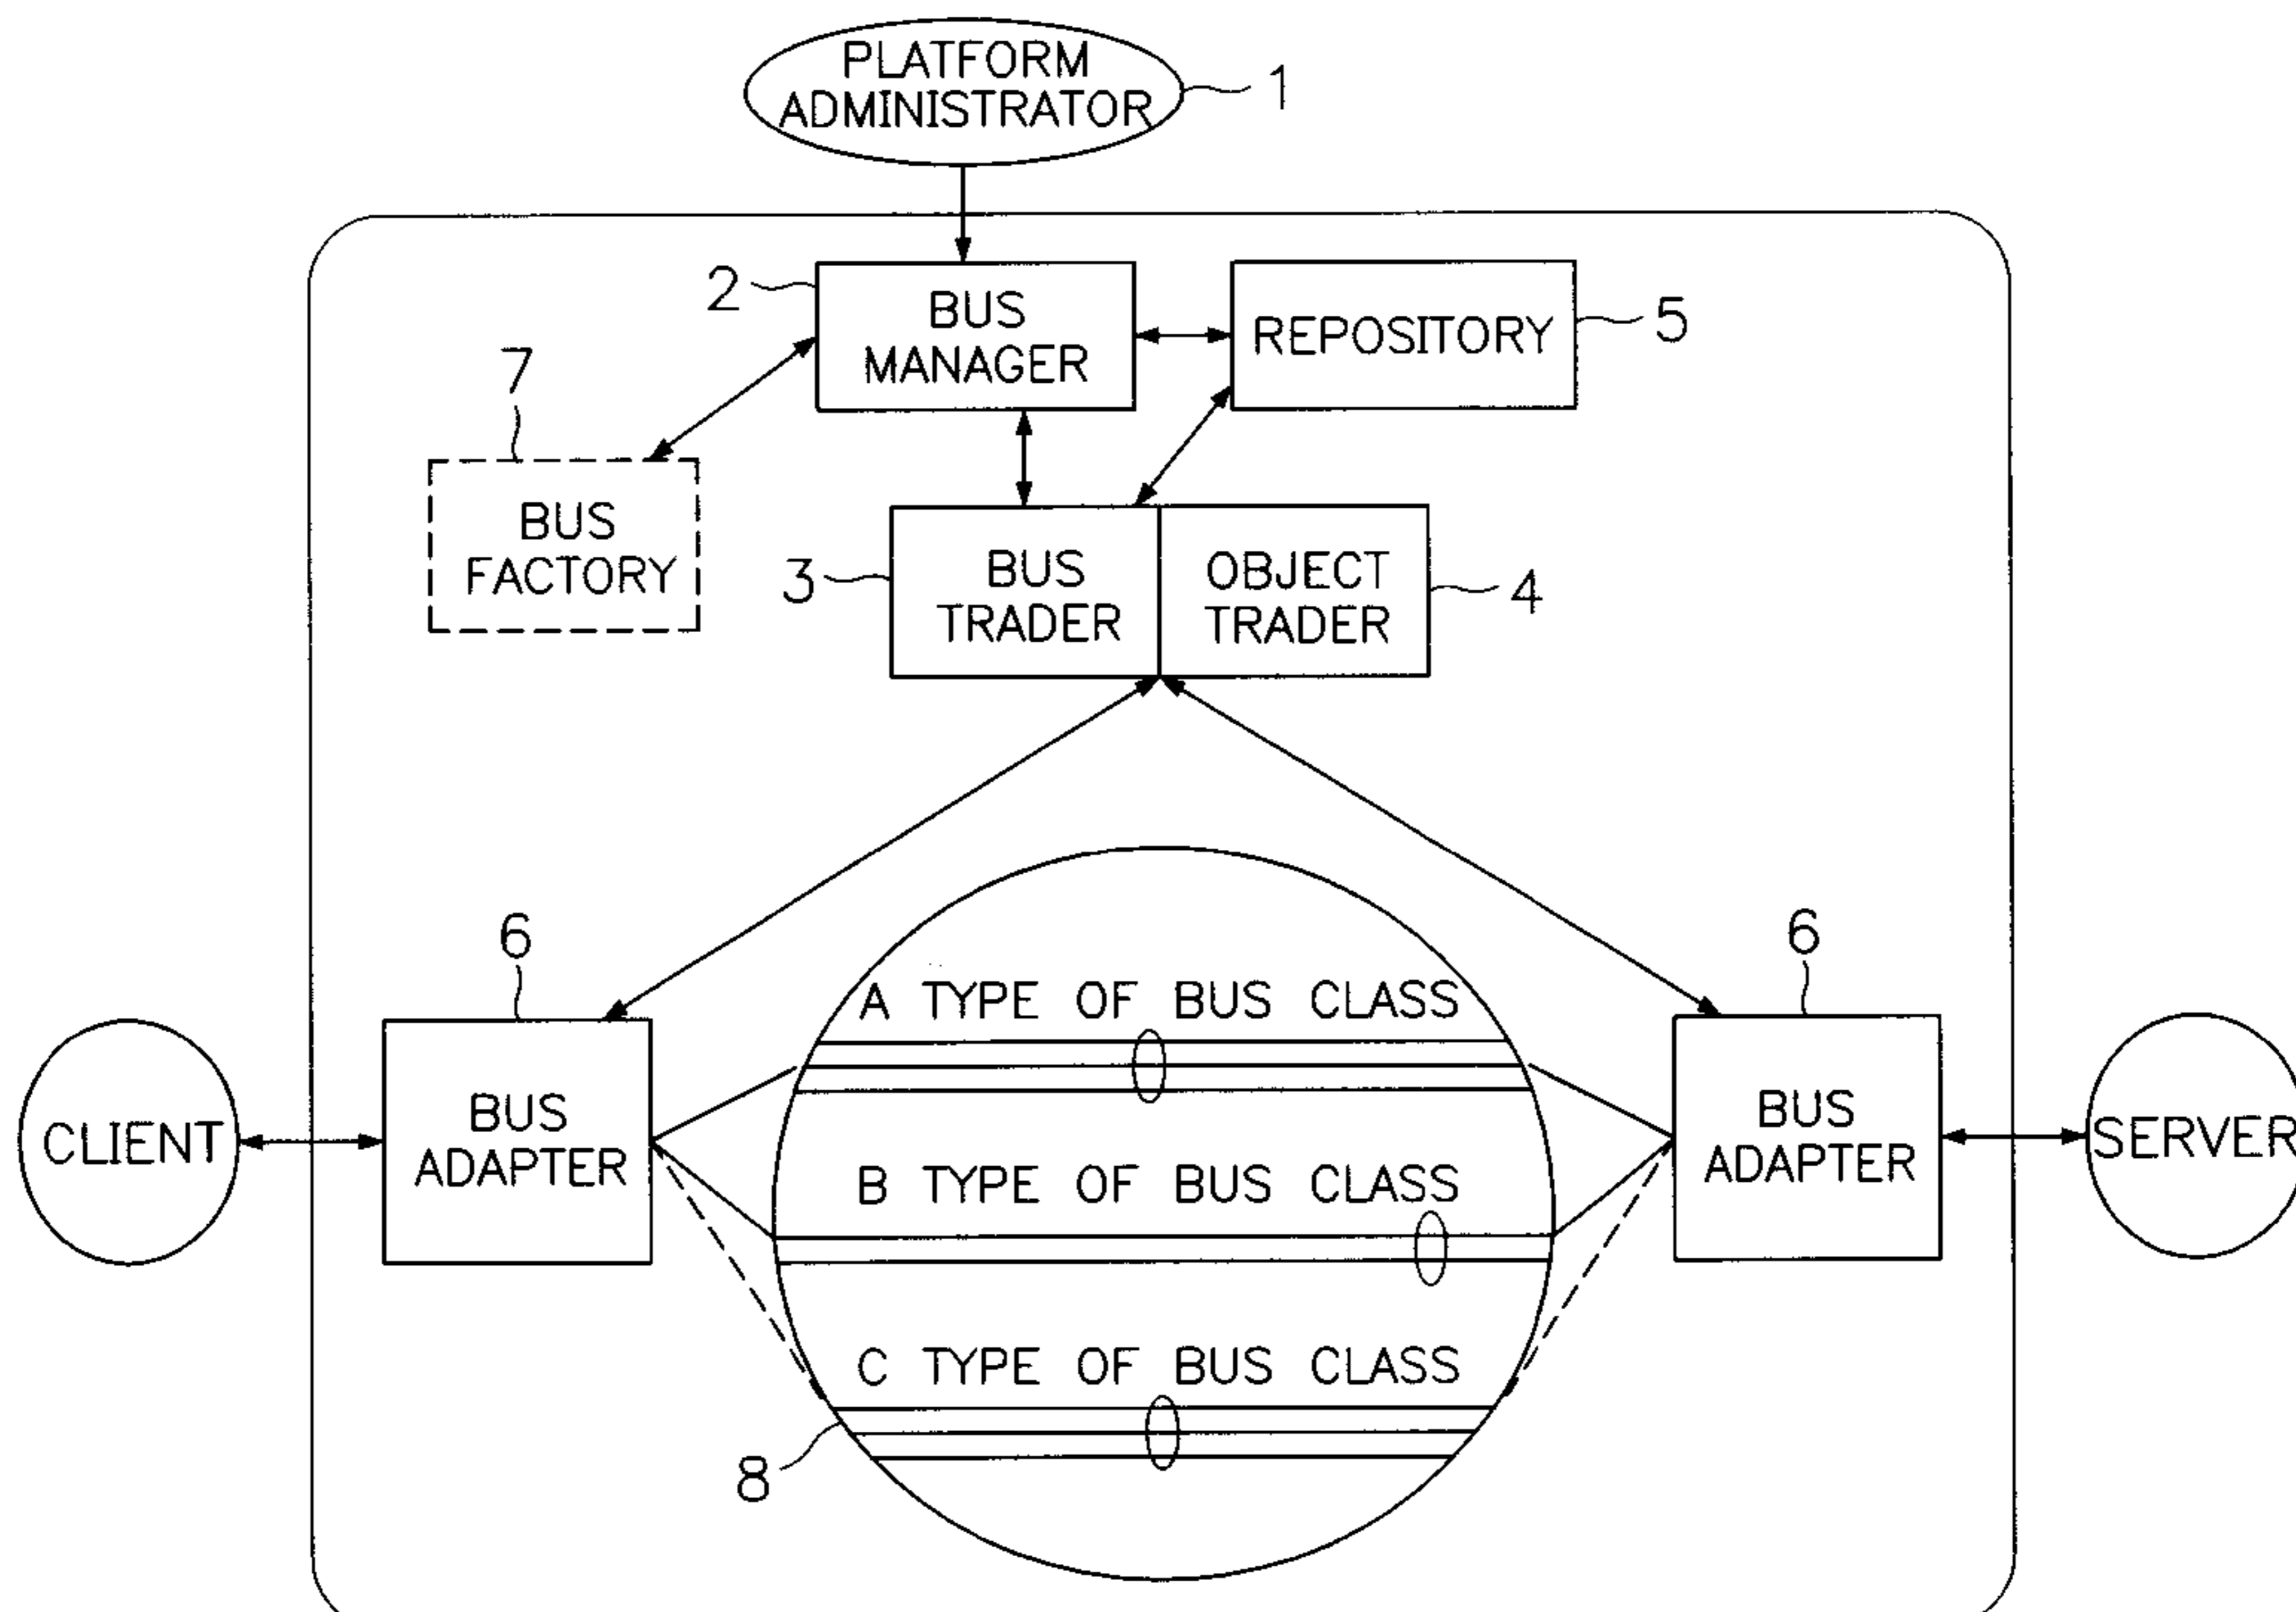 PLATFORM
ADMINISTRATOR
1
2
BUS
MANAGER
REPOSITORY
5
7
BUS
FACTORY
3
BUS
TRADER
OBJECT
TRADER
4
6
6
A TYPE OF BUS CLASS
CLIENT
BUS
ADAPTER
B TYPE OF BUS CLASS
BUS
ADAPTER
SERVER
C TYPE OF BUS CLASS
8